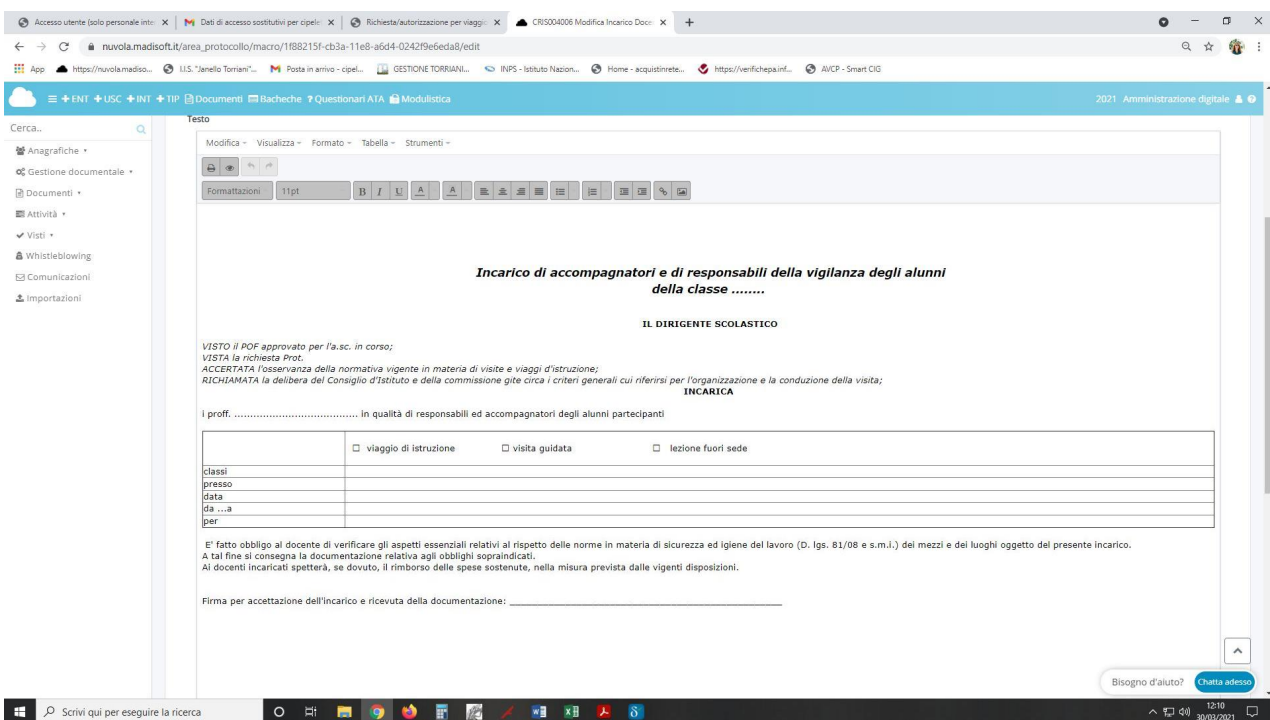 Accesso utente (solo personale inte
Dati di accesso sostitutivi per cipele
Richiesta/autorizzazione per viaggi
CRIS004006 Modifica Incarico Doce
nuvola.madisoft.it/area_protocollo/macro/1f88215f-cb3a-11e8-a6d4-0242f9e6eda8/edit
App https://nuvola.madiso... I.I.S. "Janello Torriani"... Posta in arrivo - cipel... GESTIONE TORRIANI... INPS - Istituto Nazion... Home - acquistinrete... https://verifichepa.inf... AVCP - Smart CIG
+ENT +USC +INT +TIP Documenti Bacheche ?Questionari ATA Modulistica 2021 Amministrazione digitale
Cerca..
Anagrafiche
Gestione documentale
Documenti
Attività
Visti
Whistleblowing
Comunicazioni
Importazioni
Testo
Modifica Visualizza Formato Tabella Strumenti
Formattazioni 11pt B I U A A
Incarico di accompagnatori e di responsabili della vigilanza degli alunni
della classe ........
IL DIRIGENTE SCOLASTICO
VISTO il POF approvato per l'a.sc. in corso;
VISTA la richiesta Prot.
ACCERTATA l'osservanza della normativa vigente in materia di visite e viaggi d'istruzione;
RICHIAMATA la delibera del Consiglio d'Istituto e della commissione gite circa i criteri generali cui riferirsi per l'organizzazione e la conduzione della visita;
INCARICA
i proff. ....................................... in qualità di responsabili ed accompagnatori degli alunni partecipanti
□ viaggio di istruzione □ visita guidata □ lezione fuori sede
classi
presso
data
da ...a
per
E' fatto obbligo al docente di verificare gli aspetti essenziali relativi al rispetto delle norme in materia di sicurezza ed igiene del lavoro (D. lgs. 81/08 e s.m.i.) dei mezzi e dei luoghi oggetto del presente incarico.
A tal fine si consegna la documentazione relativa agli obblighi sopraindicati.
Ai docenti incaricati spetterà, se dovuto, il rimborso delle spese sostenute, nella misura prevista dalle vigenti disposizioni.
Firma per accettazione dell'incarico e ricevuta della documentazione: ________________________________________________
Bisogno d'aiuto? Chatta adesso
Scrivi qui per eseguire la ricerca
12:10
30/03/2021